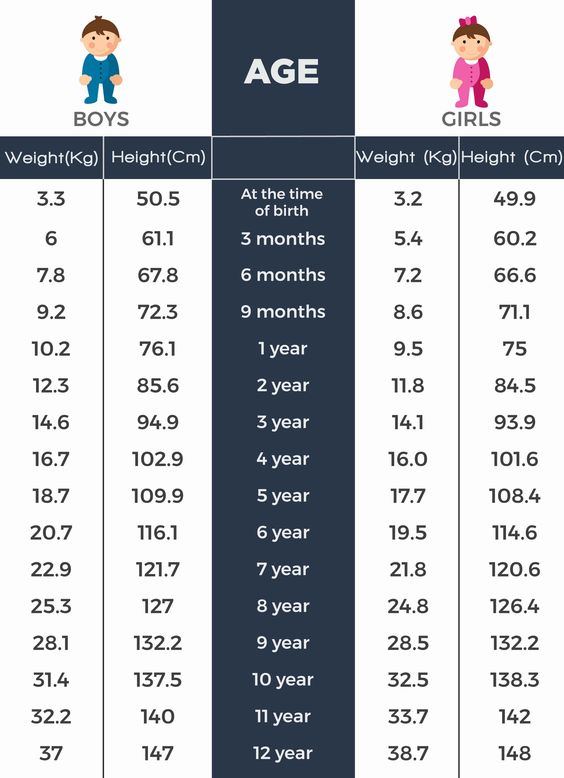 AGE
BOYS GIRLS
Weight(Kg) Height(Cm) Weight (Kg) Height (Cm)
3.3 50.5 At the time of birth 3.2 49.9
6 61.1 3 months 5.4 60.2
7.8 67.8 6 months 7.2 66.6
9.2 72.3 9 months 8.6 71.1
10.2 76.1 1 year 9.5 75
12.3 85.6 2 year 11.8 84.5
14.6 94.9 3 year 14.1 93.9
16.7 102.9 4 year 16.0 101.6
18.7 109.9 5 year 17.7 108.4
20.7 116.1 6 year 19.5 114.6
22.9 121.7 7 year 21.8 120.6
25.3 127 8 year 24.8 126.4
28.1 132.2 9 year 28.5 132.2
31.4 137.5 10 year 32.5 138.3
32.2 140 11 year 33.7 142
37 147 12 year 38.7 148